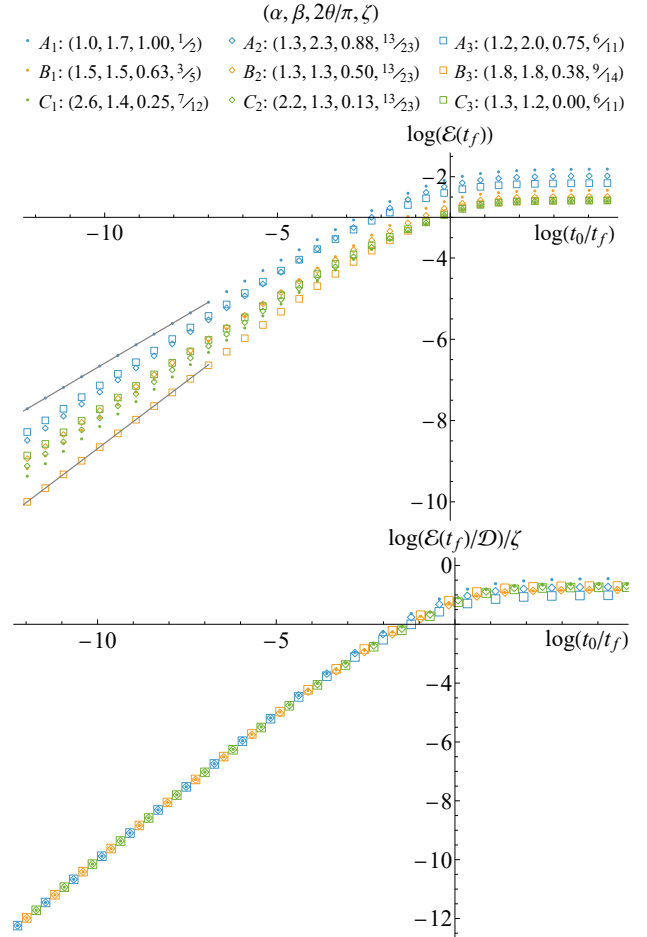 (α, β, 2θ/π, ζ)
A₁: (1.0, 1.7, 1.00, 1/2) A₂: (1.3, 2.3, 0.88, 13/23) A₃: (1.2, 2.0, 0.75, 6/11)
B₁: (1.5, 1.5, 0.63, 3/5) B₂: (1.3, 1.3, 0.50, 13/23) B₃: (1.8, 1.8, 0.38, 9/14)
C₁: (2.6, 1.4, 0.25, 7/12) C₂: (2.2, 1.3, 0.13, 13/23) C₃: (1.3, 1.2, 0.00, 6/11)
log(ℰ(t_f))
−2
−10 −5 log(t₀/t_f)
−4
−6
−8
−10
log(ℰ(t_f)/𝒟)/ζ
0
−10 −5 log(t₀/t_f)
−4
−6
−8
−10
−12